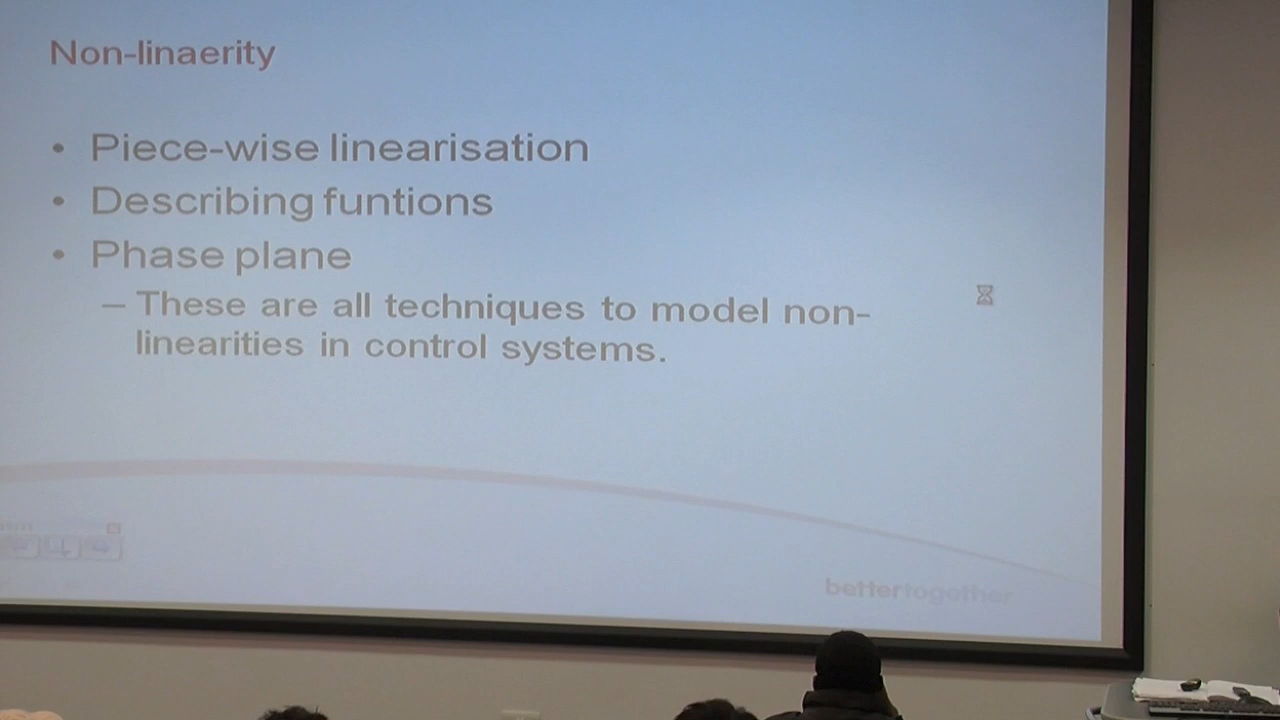 Non-linaerity
• Piece-wise linearisation
• Describing funtions
• Phase plane
– These are all techniques to model non-
linearities in control systems.
bettertogether